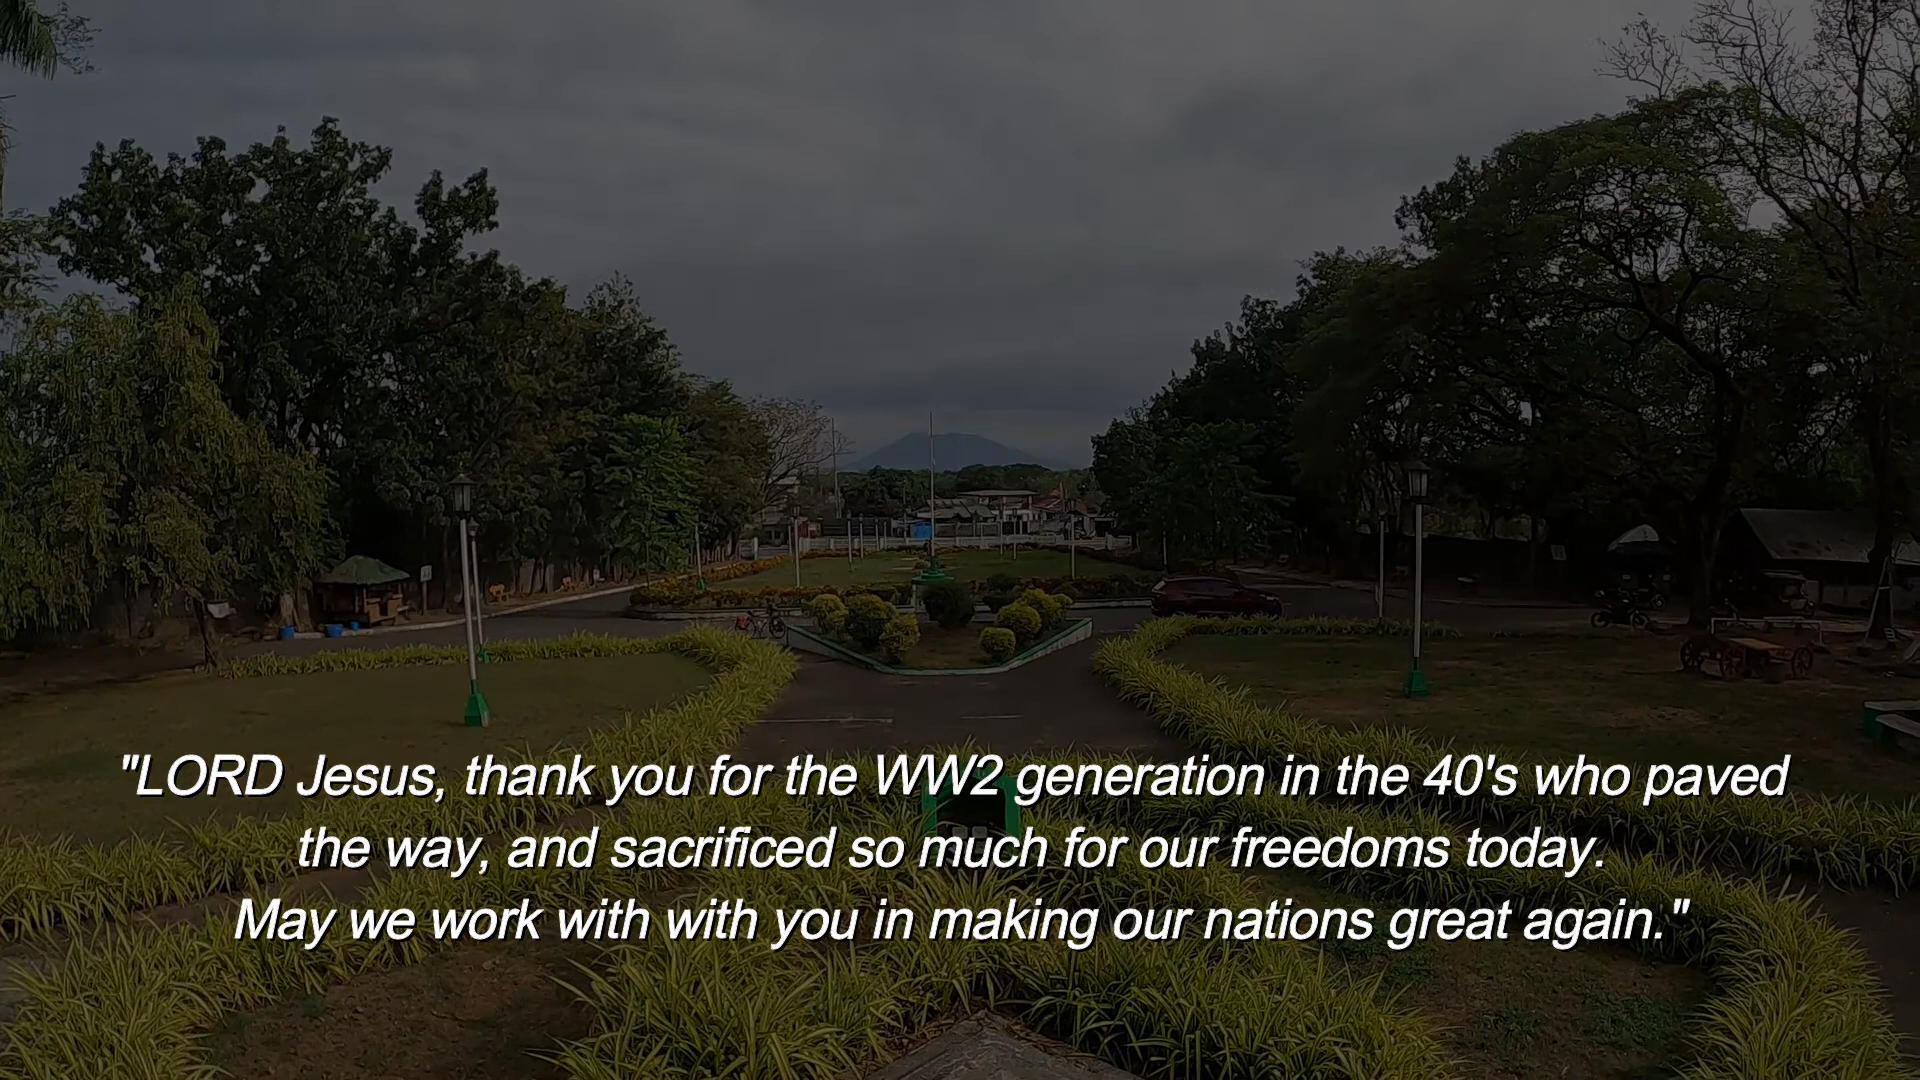 "LORD Jesus, thank you for the WW2 generation in the 40's who paved
the way, and sacrificed so much for our freedoms today.
May we work with with you in making our nations great again."